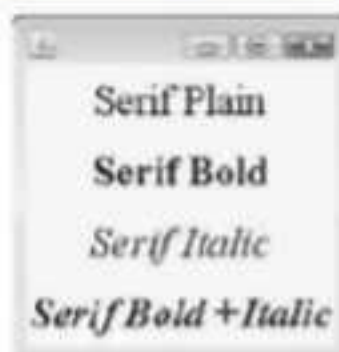 Serif Plain
Serif Bold
Serif Italic
Serif Bold +Italic